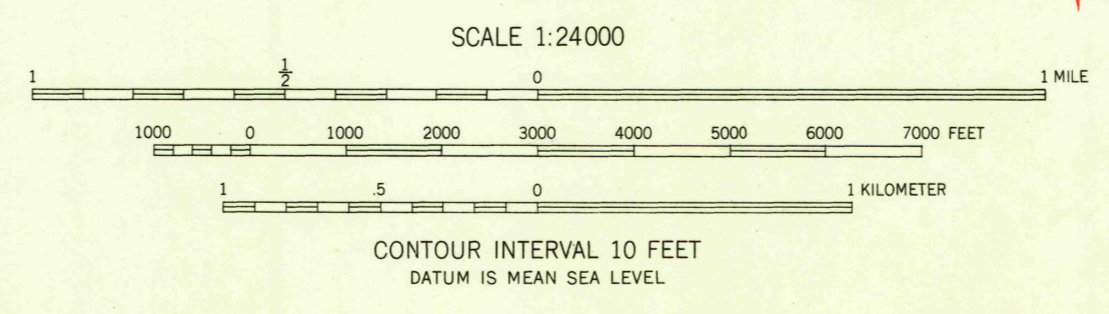 SCALE 1:24000
1 1/2 0 1 MILE
1000 0 1000 2000 3000 4000 5000 6000 7000 FEET
1 .5 0 1 KILOMETER
CONTOUR INTERVAL 10 FEET
DATUM IS MEAN SEA LEVEL